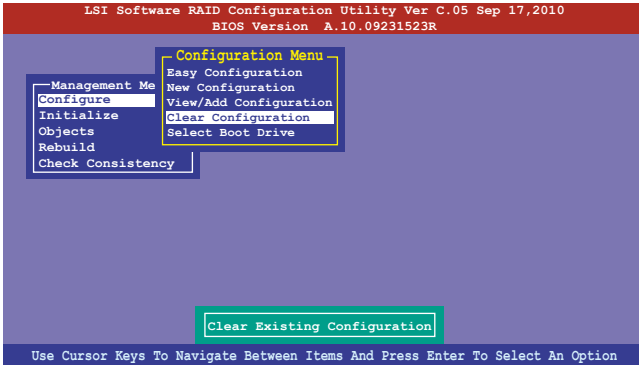 LSI Software RAID Configuration Utility Ver C.05 Sep 17,2010
BIOS Version A.10.09231523R
Configuration Menu
Easy Configuration
New Configuration
View/Add Configuration
Clear Configuration
Select Boot Drive
Management Me
Configure
Initialize
Objects
Rebuild
Check Consistency
Clear Existing Configuration
Use Cursor Keys To Navigate Between Items And Press Enter To Select An Option